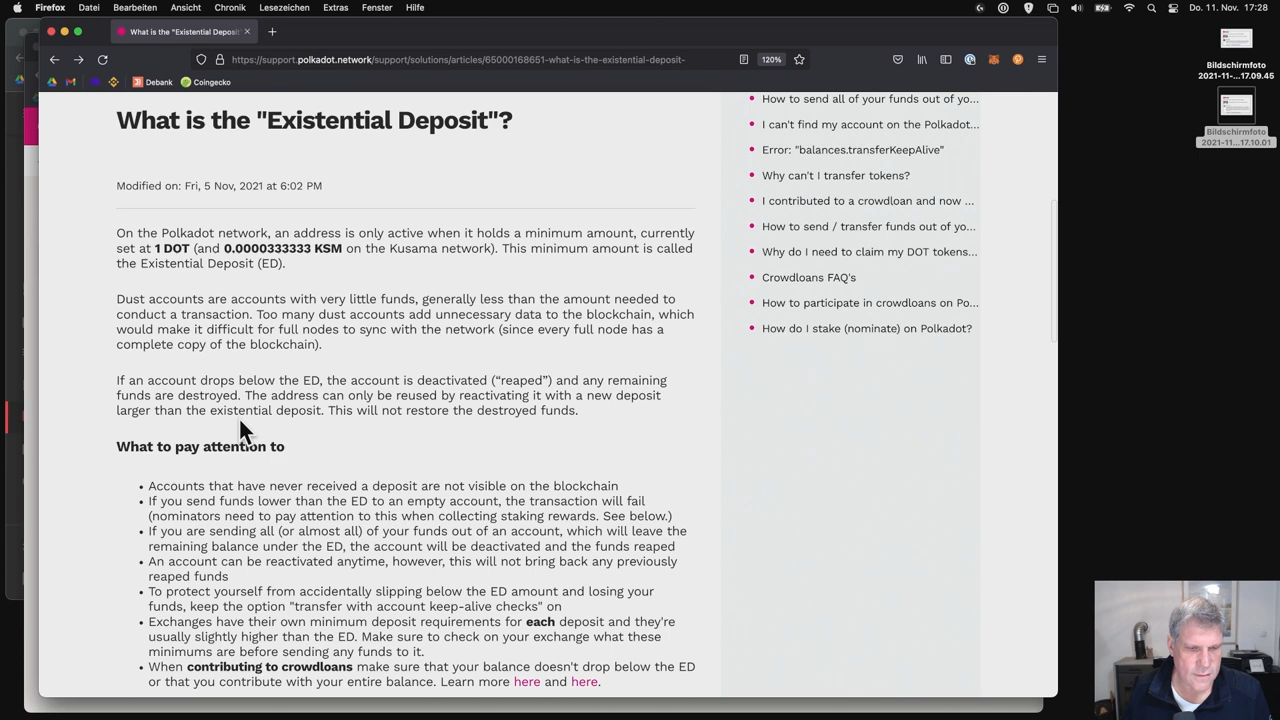 Firefox Datei Bearbeiten Ansicht Chronik Lesezeichen Extras Fenster Hilfe Do. 11. Nov. 17:28
What is the "Existential Deposit"
https://support.polkadot.network/support/solutions/articles/65000168651-what-is-the-existential-deposit- 120%
Debank Coingecko
What is the "Existential Deposit"?
Modified on: Fri, 5 Nov, 2021 at 6:02 PM
On the Polkadot network, an address is only active when it holds a minimum amount, currently
set at 1 DOT (and 0.0000333333 KSM on the Kusama network). This minimum amount is called
the Existential Deposit (ED).
Dust accounts are accounts with very little funds, generally less than the amount needed to
conduct a transaction. Too many dust accounts add unnecessary data to the blockchain, which
would make it difficult for full nodes to sync with the network (since every full node has a
complete copy of the blockchain).
If an account drops below the ED, the account is deactivated (“reaped”) and any remaining
funds are destroyed. The address can only be reused by reactivating it with a new deposit
larger than the existential deposit. This will not restore the destroyed funds.
What to pay attention to
• Accounts that have never received a deposit are not visible on the blockchain
• If you send funds lower than the ED to an empty account, the transaction will fail
(nominators need to pay attention to this when collecting staking rewards. See below.)
• If you are sending all (or almost all) of your funds out of an account, which will leave the
remaining balance under the ED, the account will be deactivated and the funds reaped
• An account can be reactivated anytime, however, this will not bring back any previously
reaped funds
• To protect yourself from accidentally slipping below the ED amount and losing your
funds, keep the option "transfer with account keep-alive checks" on
• Exchanges have their own minimum deposit requirements for each deposit and they're
usually slightly higher than the ED. Make sure to check on your exchange what these
minimums are before sending any funds to it.
• When contributing to crowdloans make sure that your balance doesn't drop below the ED
or that you contribute with your entire balance. Learn more here and here.
• How to send all of your funds out of yo...
• I can't find my account on the Polkadot...
• Error: "balances.transferKeepAlive"
• Why can't I transfer tokens?
• I contributed to a crowdloan and now ...
• How to send / transfer funds out of yo...
• Why do I need to claim my DOT tokens...
• Crowdloans FAQ's
• How to participate in crowdloans on Po...
• How do I stake (nominate) on Polkadot?
Bildschirmfoto
2021-11-...17.09.45
Bildschirmfoto
2021-11-...17.10.01